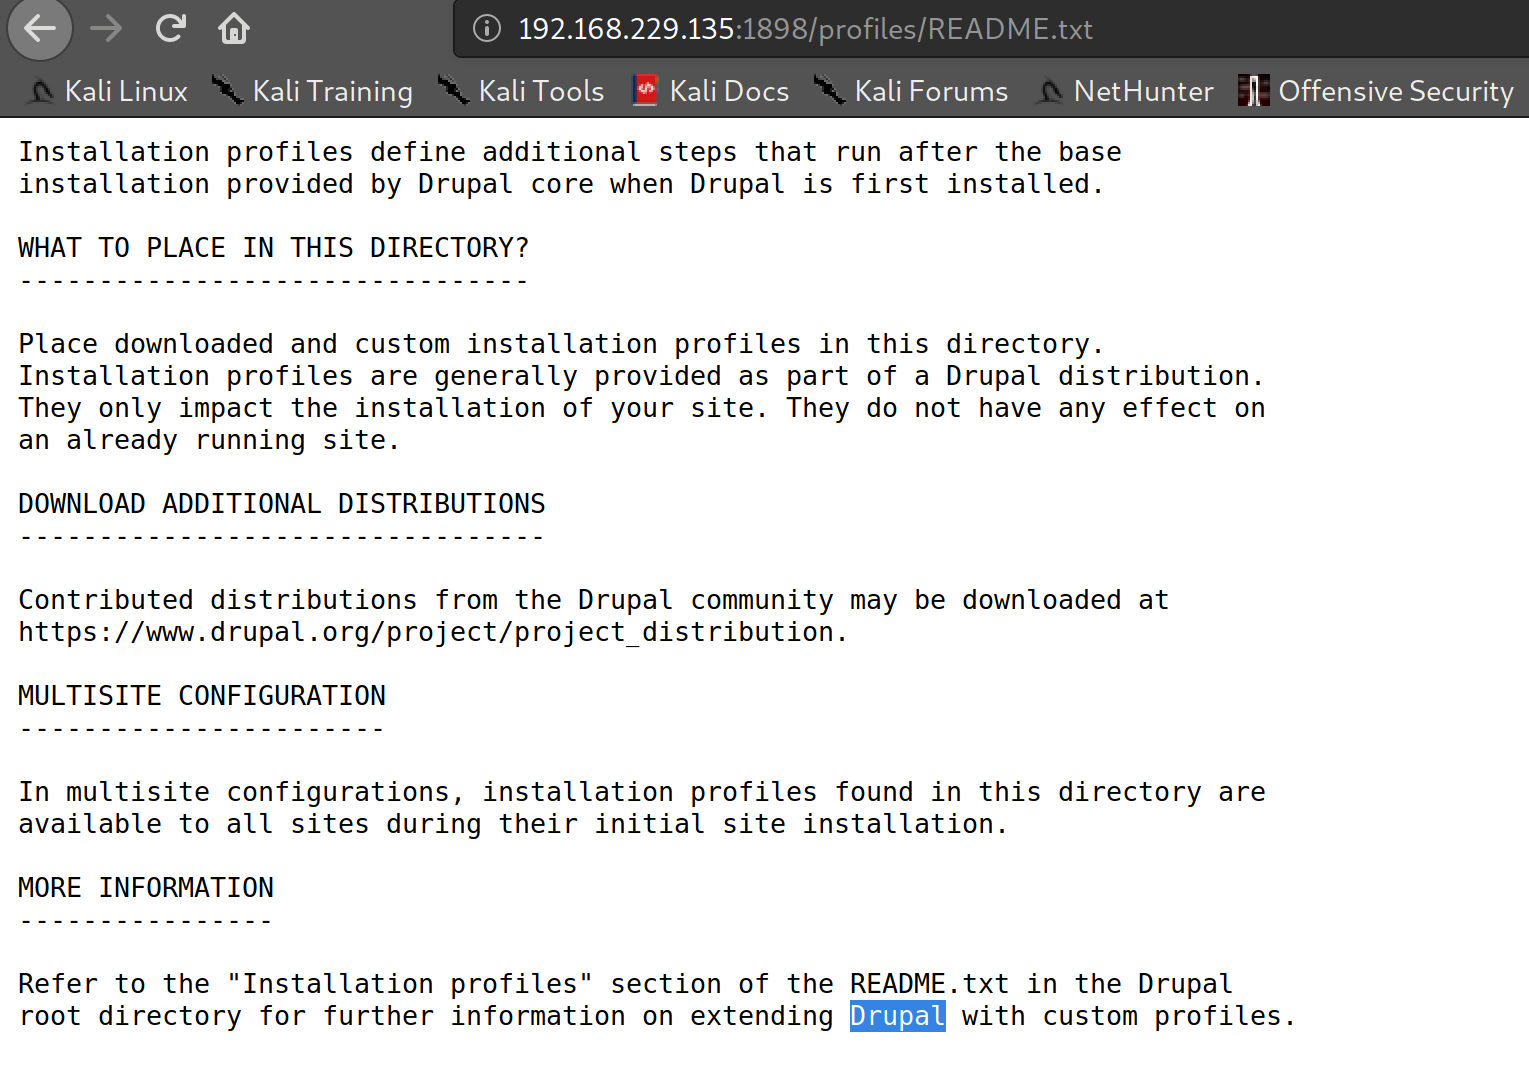 192.168.229.135:1898/profiles/README.txt
Kali Linux Kali Training Kali Tools Kali Docs Kali Forums NetHunter Offensive Security
Installation profiles define additional steps that run after the base
installation provided by Drupal core when Drupal is first installed.
WHAT TO PLACE IN THIS DIRECTORY?
--------------------------------
Place downloaded and custom installation profiles in this directory.
Installation profiles are generally provided as part of a Drupal distribution.
They only impact the installation of your site. They do not have any effect on
an already running site.
DOWNLOAD ADDITIONAL DISTRIBUTIONS
---------------------------------
Contributed distributions from the Drupal community may be downloaded at
https://www.drupal.org/project/project_distribution.
MULTISITE CONFIGURATION
-----------------------
In multisite configurations, installation profiles found in this directory are
available to all sites during their initial site installation.
MORE INFORMATION
----------------
Refer to the "Installation profiles" section of the README.txt in the Drupal
root directory for further information on extending Drupal with custom profiles.